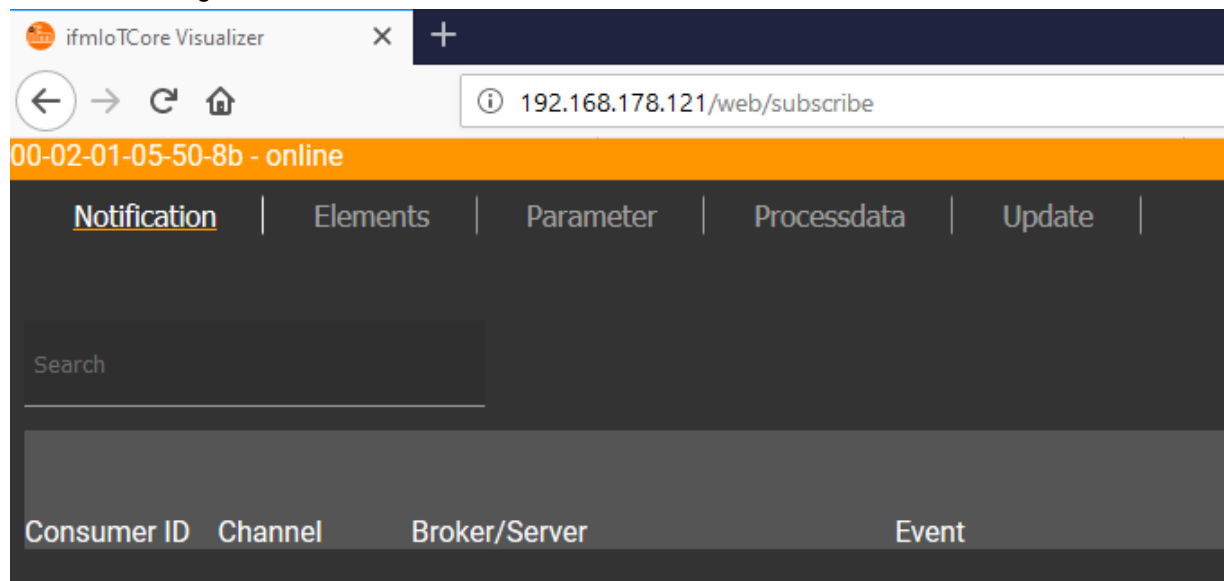 ifmIoTCore Visualizer
192.168.178.121/web/subscribe
00-02-01-05-50-8b - online
Notification Elements Parameter Processdata Update
Search
Consumer ID Channel Broker/Server Event